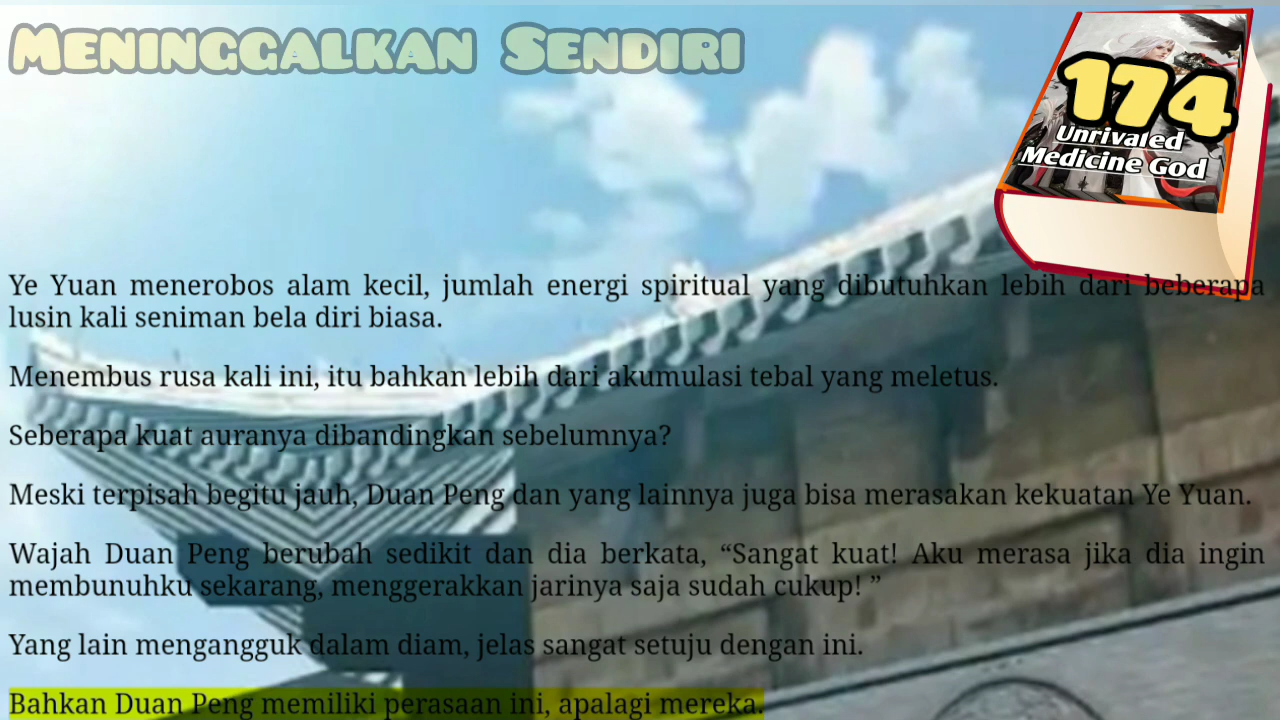 Meninggalkan Sendiri
174
Unrivaled
Medicine God
Ye Yuan menerobos alam kecil, jumlah energi spiritual yang dibutuhkan lebih dari beberapa
lusin kali seniman bela diri biasa.
Menembus rusa kali ini, itu bahkan lebih dari akumulasi tebal yang meletus.
Seberapa kuat auranya dibandingkan sebelumnya?
Meski terpisah begitu jauh, Duan Peng dan yang lainnya juga bisa merasakan kekuatan Ye Yuan.
Wajah Duan Peng berubah sedikit dan dia berkata, “Sangat kuat! Aku merasa jika dia ingin
membunuhku sekarang, menggerakkan jarinya saja sudah cukup! ”
Yang lain mengangguk dalam diam, jelas sangat setuju dengan ini.
Bahkan Duan Peng memiliki perasaan ini, apalagi mereka.